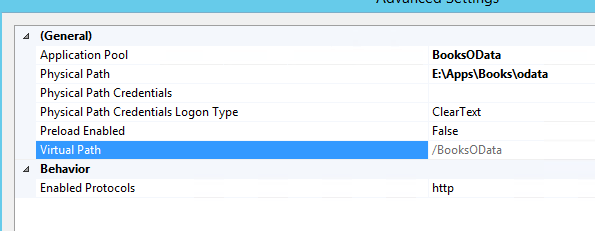 Advanced Settings
(General)
Application Pool BooksOData
Physical Path E:\Apps\Books\odata
Physical Path Credentials
Physical Path Credentials Logon Type ClearText
Preload Enabled False
Virtual Path /BooksOData
Behavior
Enabled Protocols http